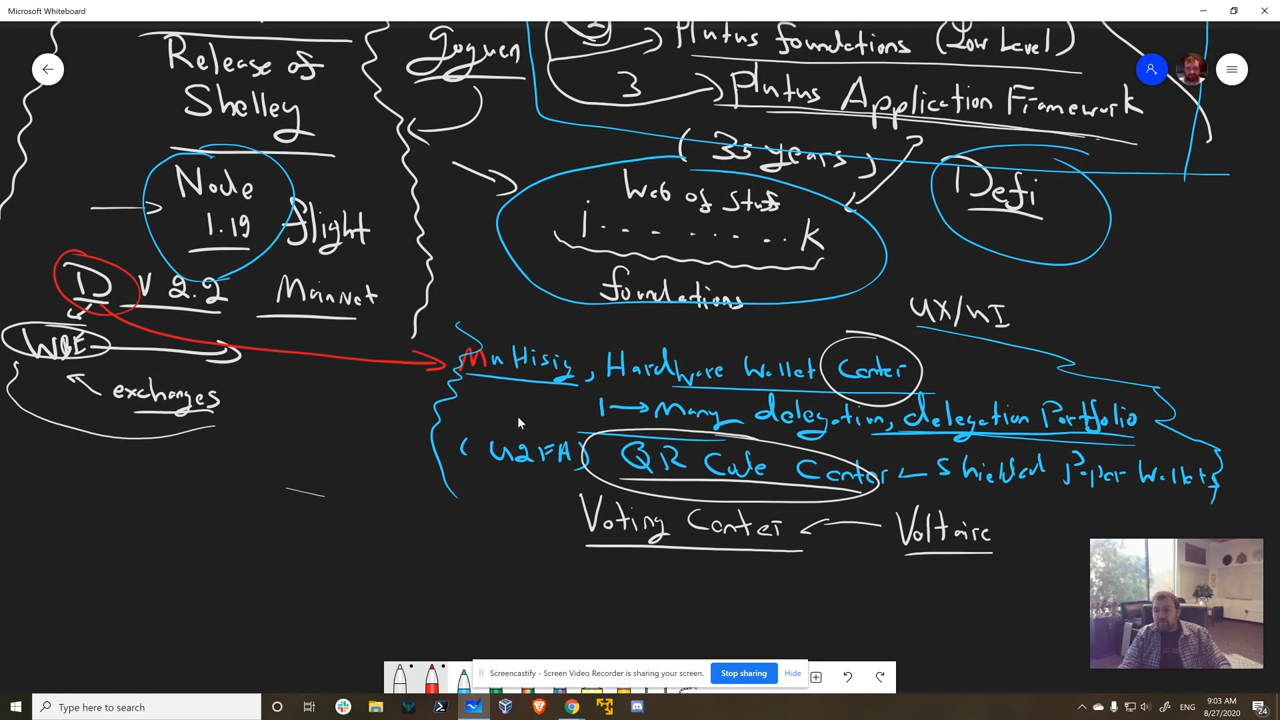 Microsoft Whiteboard
Release of
Shelley
Node
1.19
flight
D V 2.2 Mainnet
WBE
exchanges
Goguen
Plutus foundations (Low Level)
3
Plutus Application Framework
(35 years)
Web of Stuff
i . . . . . . . . . . k
foundations
Defi
UX/UI
Multisig, Hardware Wallet Center
1→Many delegation, delegation Portfolio
(U2FA) QR Code Center ← Shielded Paper Wallets
Voting Center ← Voltaire
Screencastify - Screen Video Recorder is sharing your screen.
Stop sharing
Hide
Type here to search
ENG
9:03 AM
8/27/2020
24